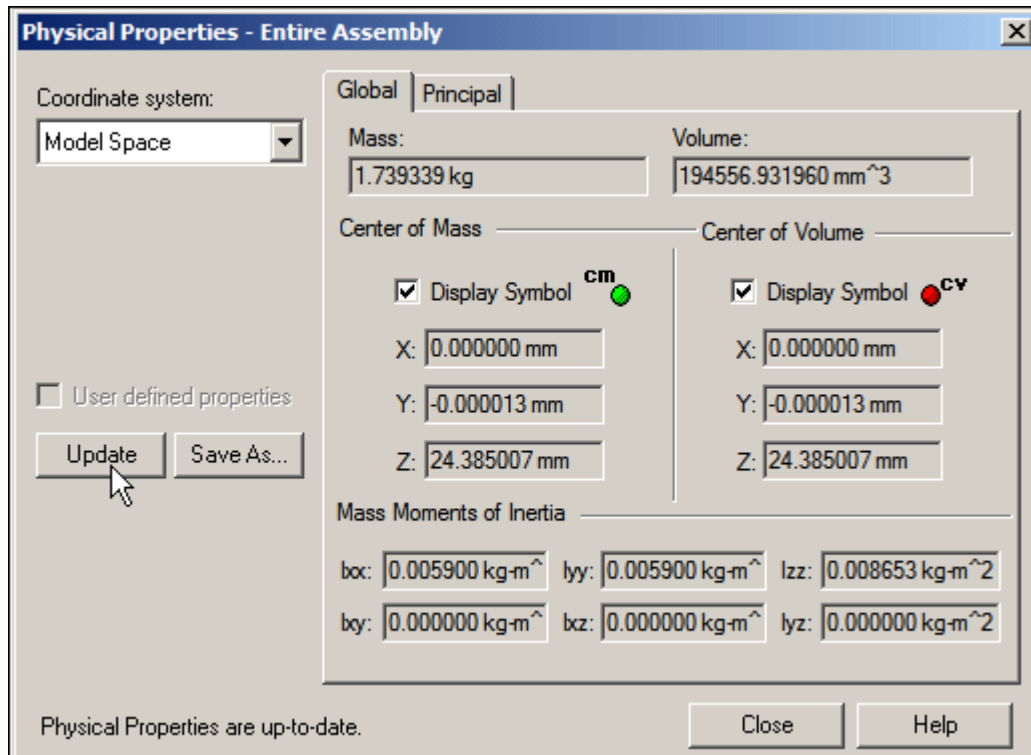 Physical Properties - Entire Assembly
Coordinate system:
Model Space
User defined properties
Update Save As...
Global Principal
Mass: Volume:
1.739339 kg 194556.931960 mm^3
Center of Mass Center of Volume
Display Symbol cm Display Symbol cv
X: 0.000000 mm X: 0.000000 mm
Y: -0.000013 mm Y: -0.000013 mm
Z: 24.385007 mm Z: 24.385007 mm
Mass Moments of Inertia
Ixx: 0.005900 kg-m^ Iyy: 0.005900 kg-m^ Izz: 0.008653 kg-m^2
Ixy: 0.000000 kg-m^ Ixz: 0.000000 kg-m^ Iyz: 0.000000 kg-m^2
Physical Properties are up-to-date.
Close Help